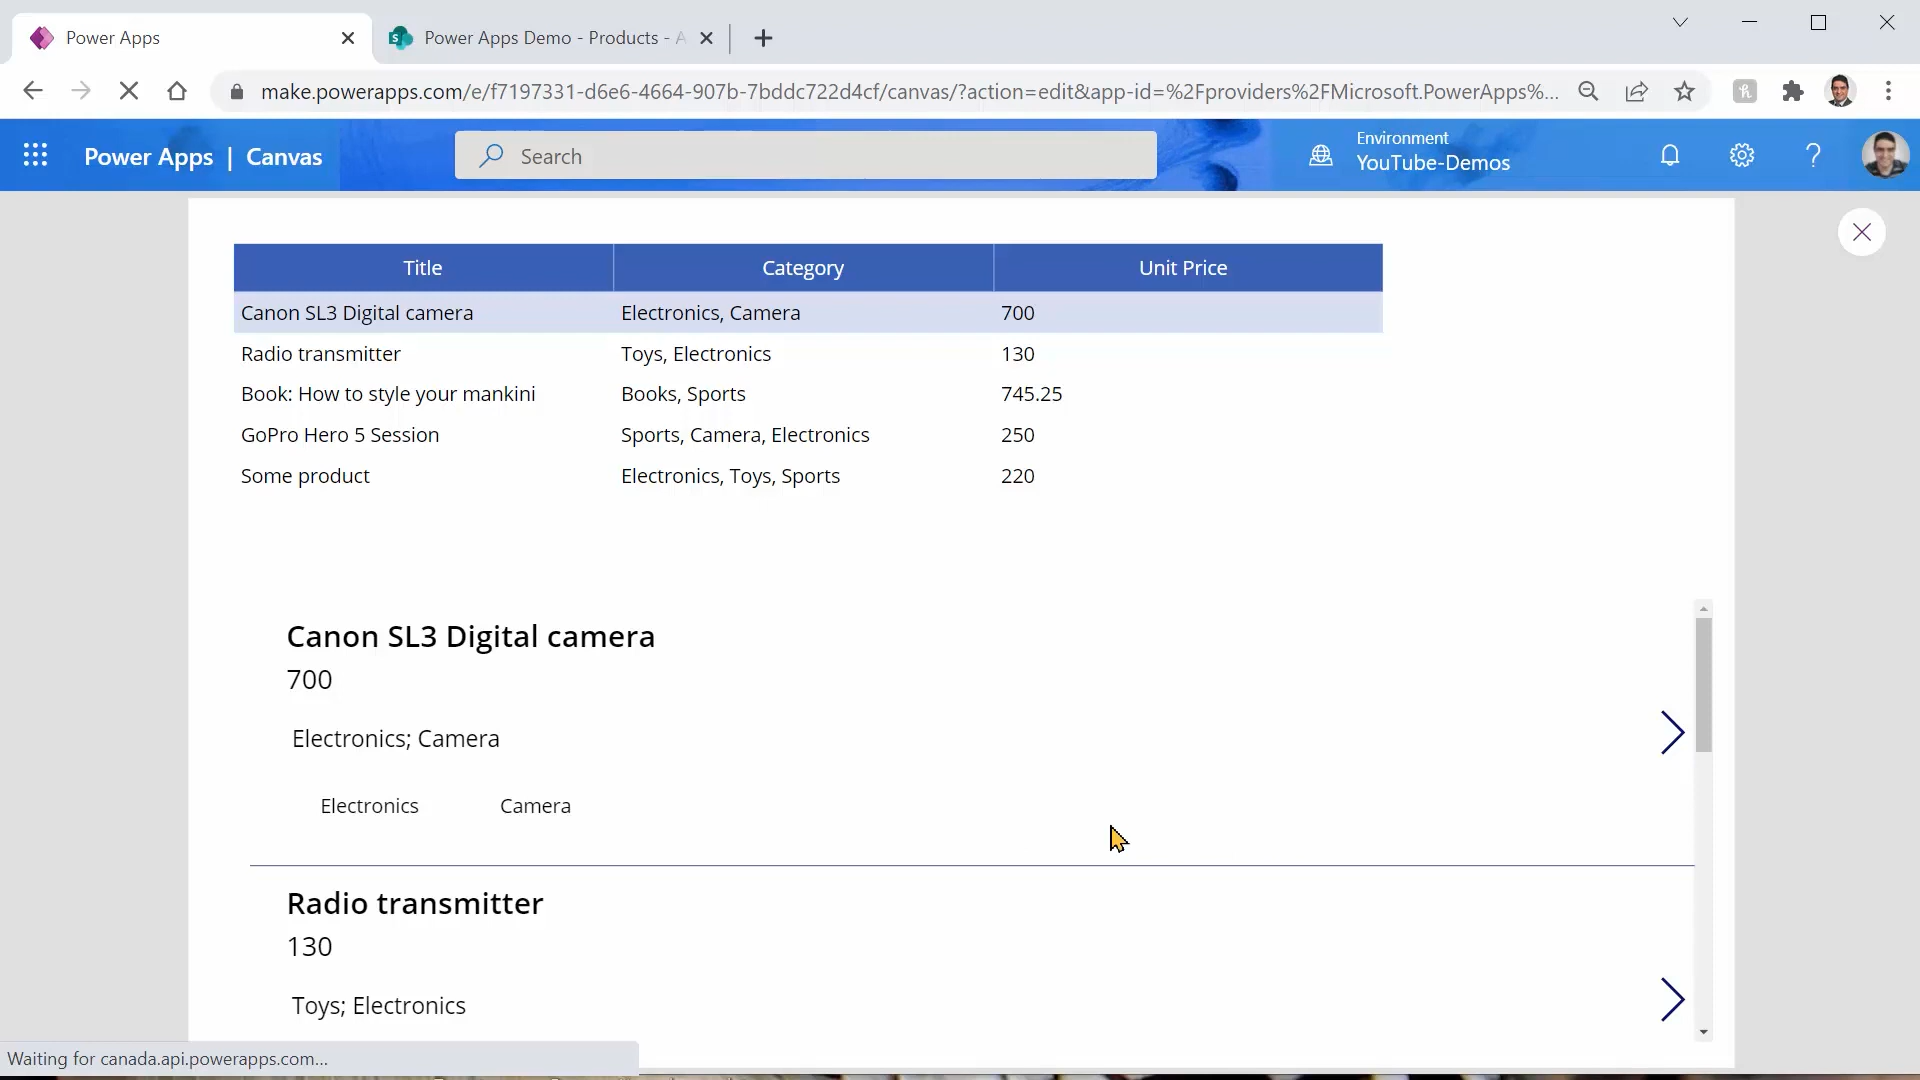 Power Apps
Power Apps Demo - Products - A
make.powerapps.com/e/f7197331-d6e6-4664-907b-7bddc722d4cf/canvas/?action=edit&app-id=%2Fproviders%2FMicrosoft.PowerApps%...
Power Apps | Canvas
Search
Environment
YouTube-Demos
Title Category Unit Price
Canon SL3 Digital camera Electronics, Camera 700
Radio transmitter Toys, Electronics 130
Book: How to style your mankini Books, Sports 745.25
GoPro Hero 5 Session Sports, Camera, Electronics 250
Some product Electronics, Toys, Sports 220
Canon SL3 Digital camera
700
Electronics; Camera
Electronics Camera
Radio transmitter
130
Toys; Electronics
Waiting for canada.api.powerapps.com...